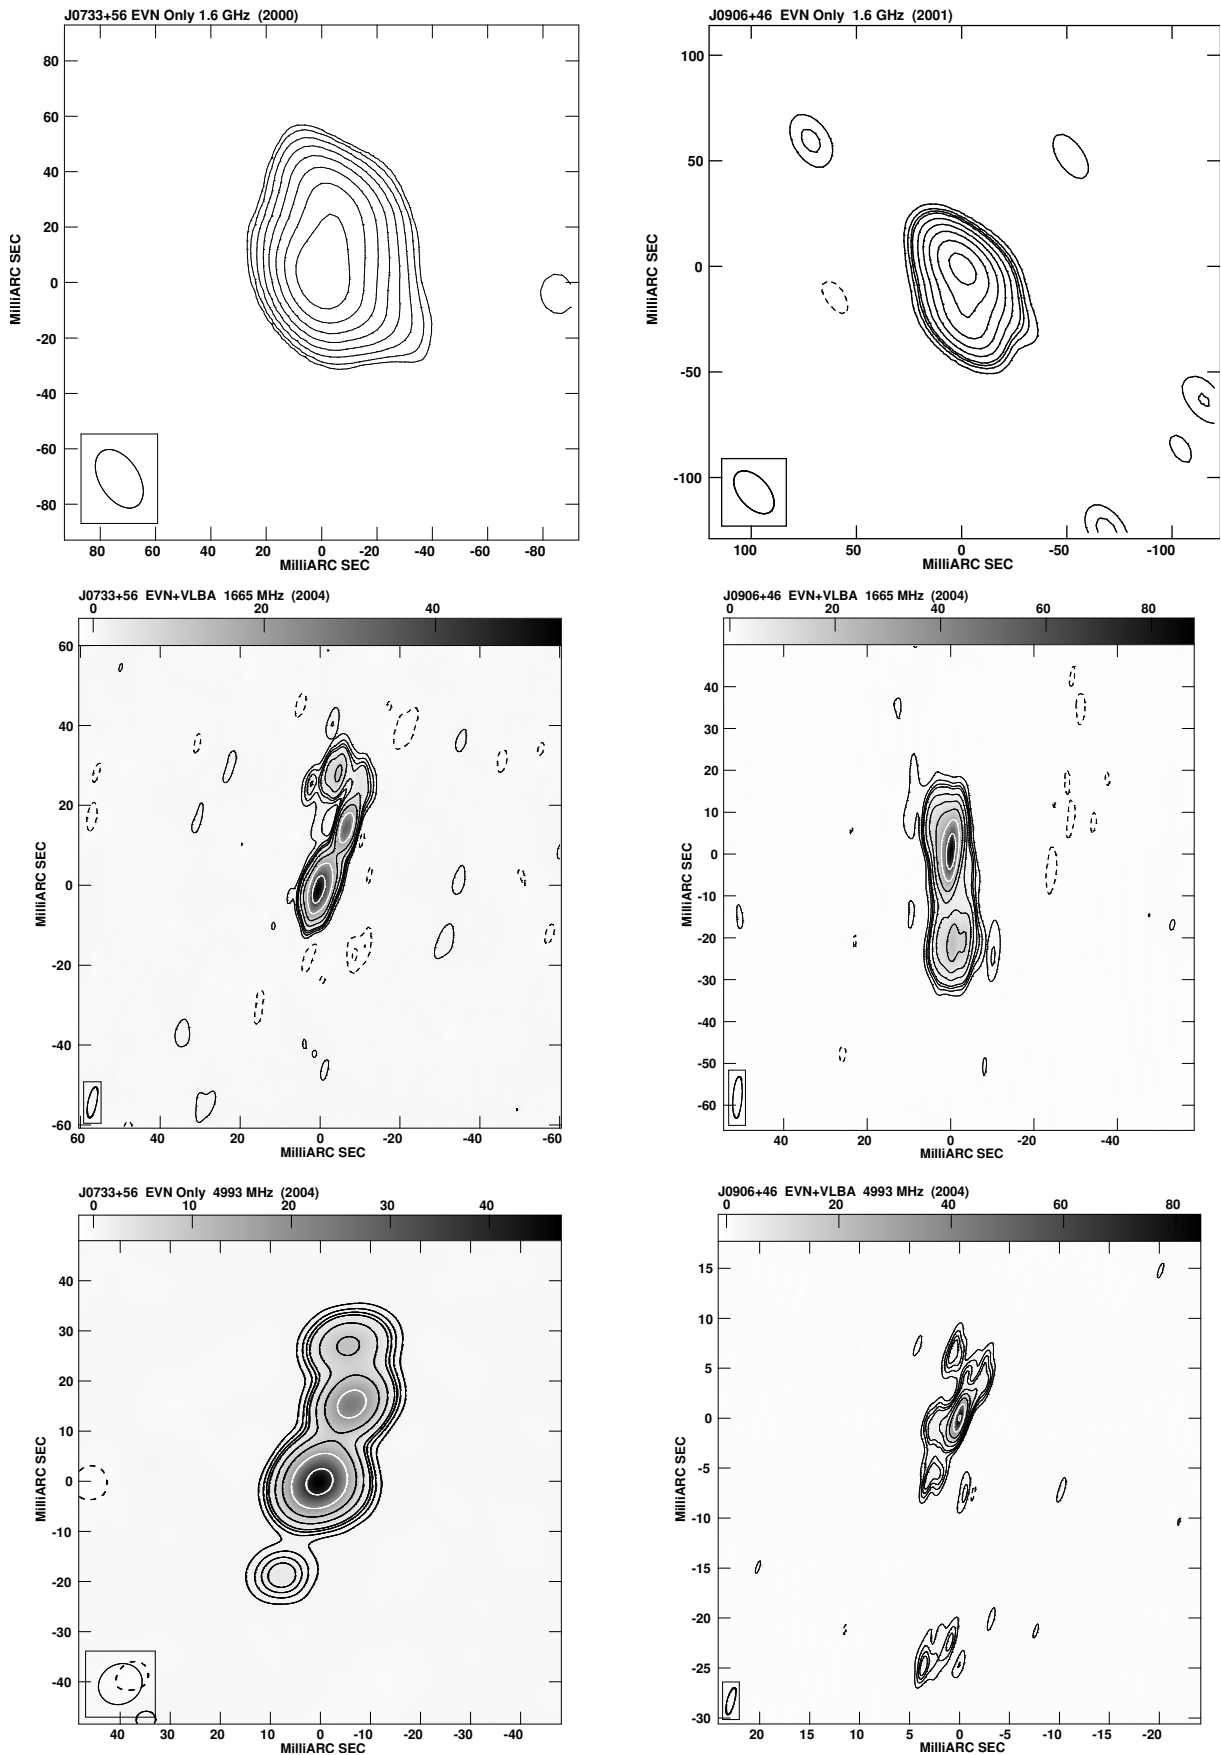 J0733+56 EVN Only 1.6 GHz (2000)
80
60
40
20
0
-20
-40
-60
-80
MilliARC SEC
80 60 40 20 0 -20 -40 -60 -80
MilliARC SEC
J0906+46 EVN Only 1.6 GHz (2001)
100
50
0
-50
-100
MilliARC SEC
100 50 0 -50 -100
MilliARC SEC
J0733+56 EVN+VLBA 1665 MHz (2004)
0 20 40
60
40
20
0
-20
-40
-60
MilliARC SEC
60 40 20 0 -20 -40 -60
MilliARC SEC
J0906+46 EVN+VLBA 1665 MHz (2004)
0 20 40 60 80
40
30
20
10
0
-10
-20
-30
-40
-50
-60
MilliARC SEC
40 20 0 -20 -40
MilliARC SEC
J0733+56 EVN Only 4993 MHz (2004)
0 10 20 30 40
40
30
20
10
0
-10
-20
-30
-40
MilliARC SEC
40 30 20 10 0 -10 -20 -30 -40
MilliARC SEC
J0906+46 EVN+VLBA 4993 MHz (2004)
0 20 40 60 80
15
10
5
0
-5
-10
-15
-20
-25
-30
MilliARC SEC
20 15 10 5 0 -5 -10 -15 -20
MilliARC SEC